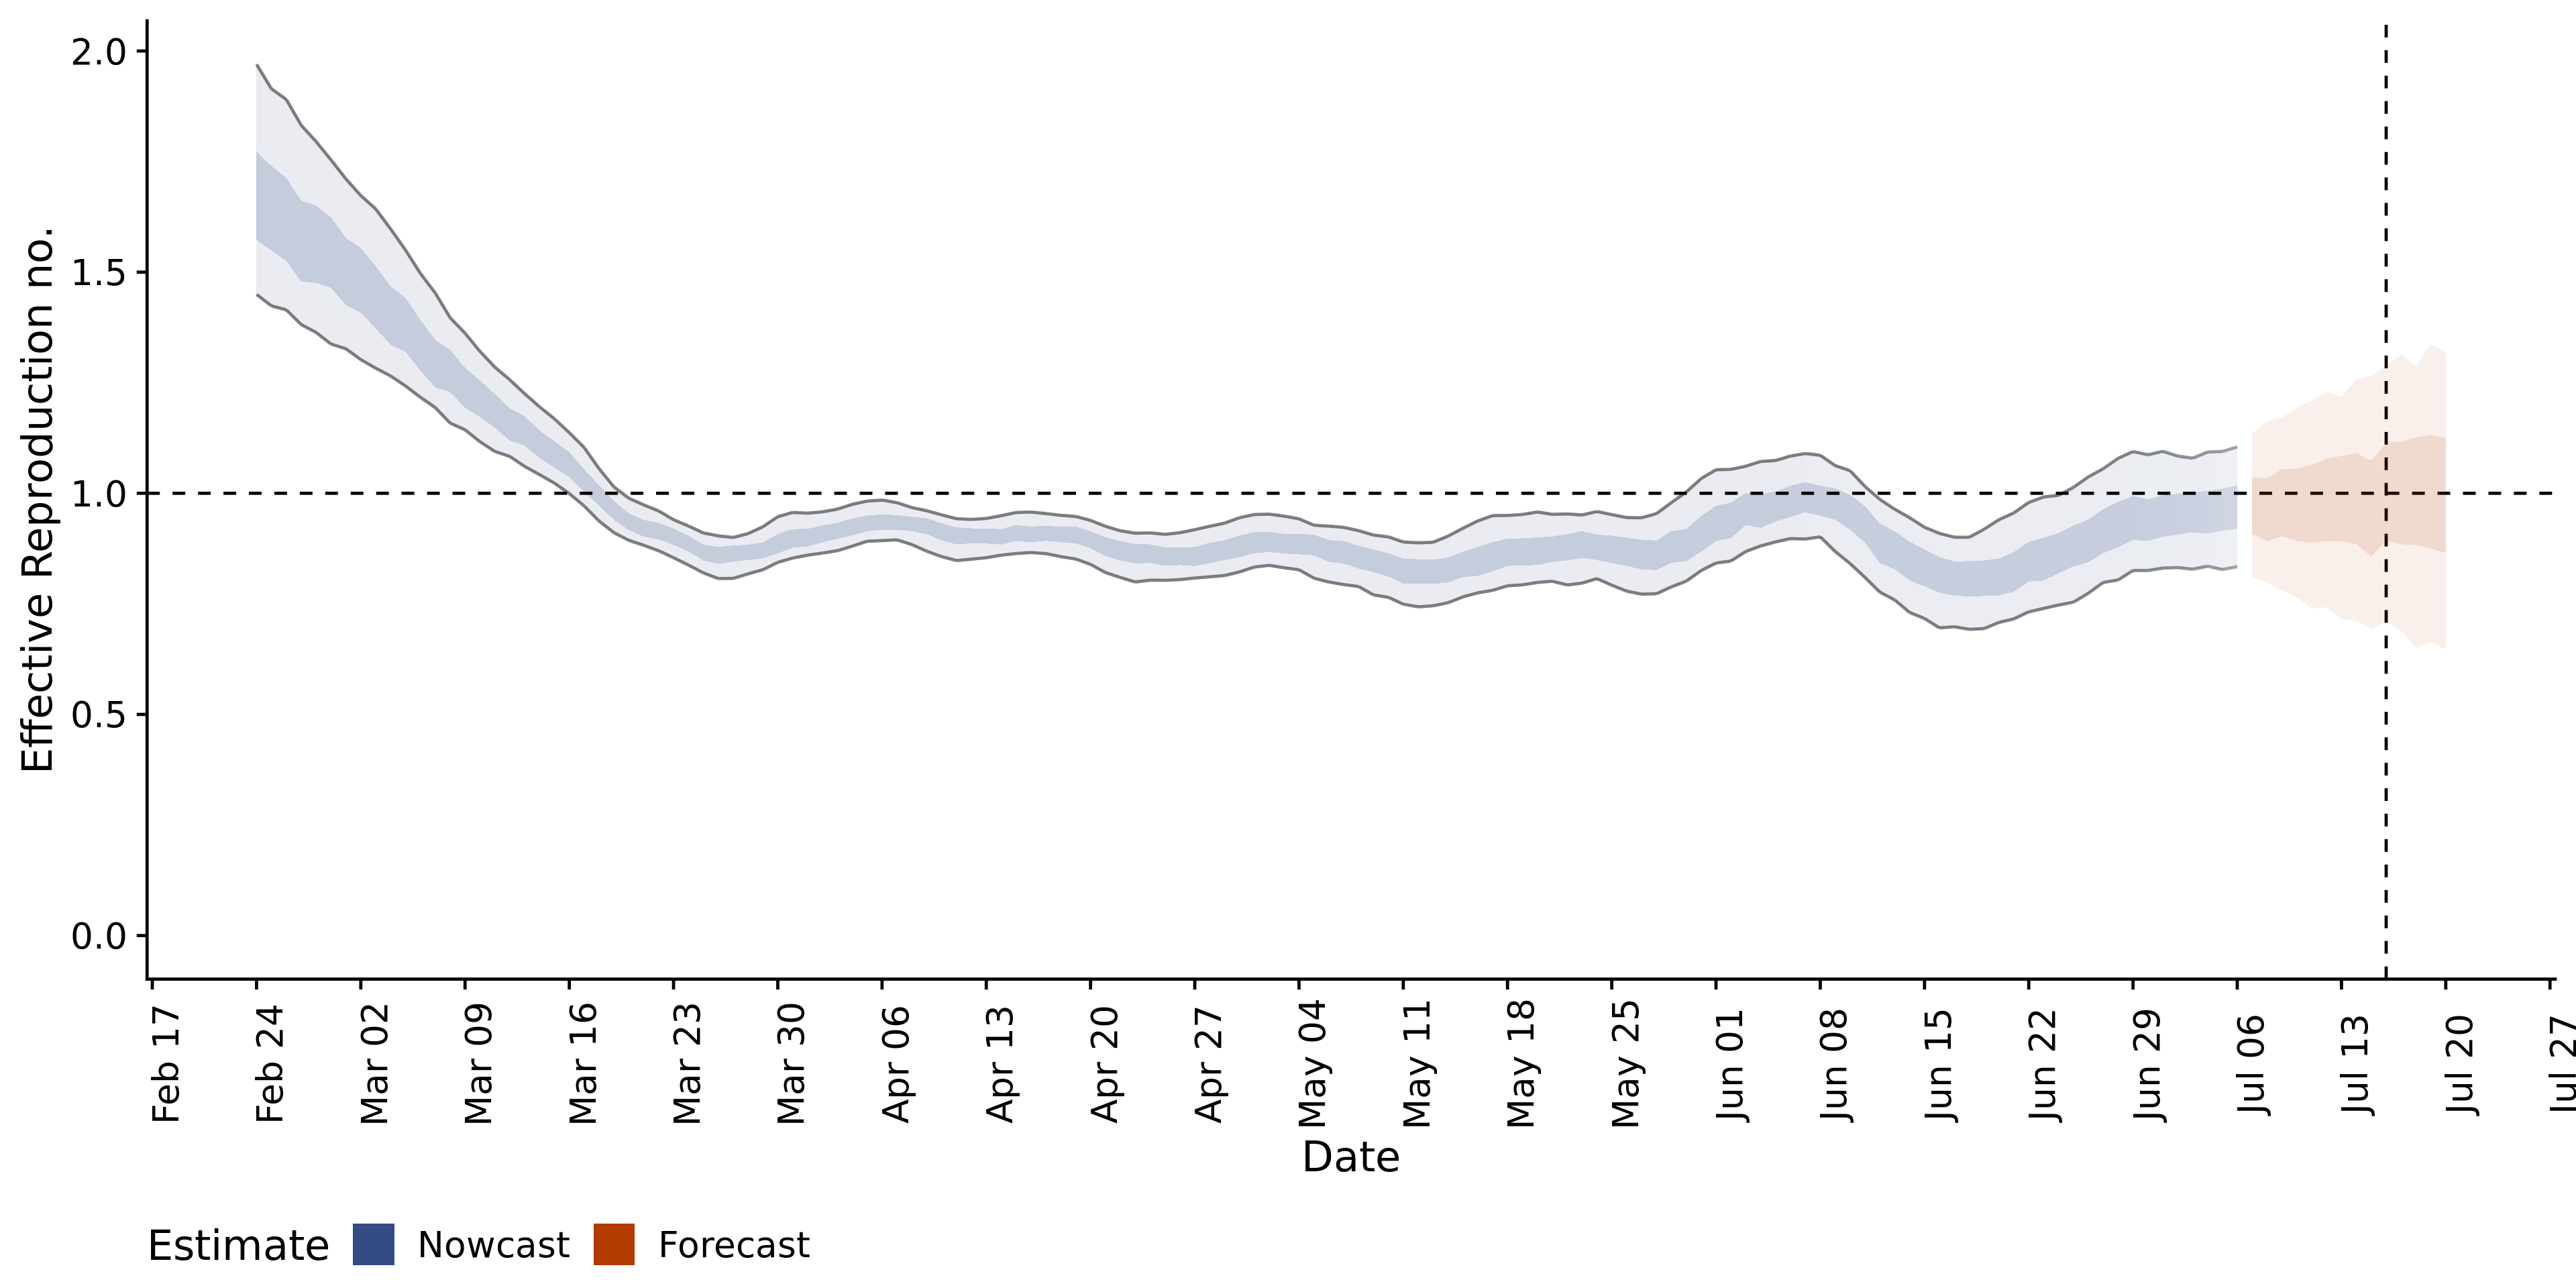 Effective Reproduction no.
2.0
1.5
1.0
0.5
0.0
Feb 17
Feb 24
Mar 02
Mar 09
Mar 16
Mar 23
Mar 30
Apr 06
Apr 13
Apr 20
Apr 27
May 04
May 11
May 18
May 25
Jun 01
Jun 08
Jun 15
Jun 22
Jun 29
Jul 06
Jul 13
Jul 20
Jul 27
Date
Estimate Nowcast Forecast